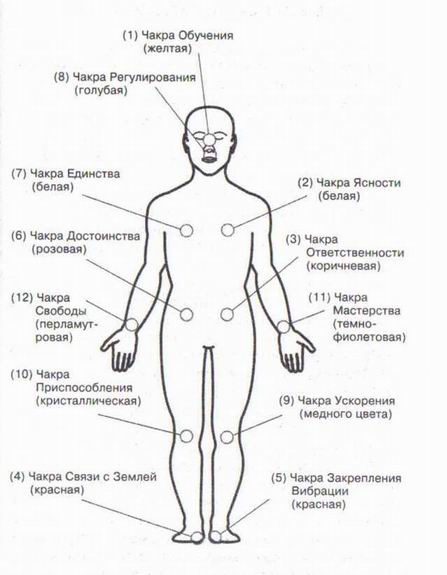 (1) Чакра Обучения
(желтая)
(8) Чакра Регулирования
(голубая)
(7) Чакра Единства
(белая)
(2) Чакра Ясности
(белая)
(6) Чакра Достоинства
(розовая)
(3) Чакра
Ответственности
(коричневая)
(12) Чакра
Свободы
(перламут-
ровая)
(11) Чакра
Мастерства
(темно-
фиолетовая)
(10) Чакра
Приспособления
(кристаллическая)
(9) Чакра Ускорения
(медного цвета)
(4) Чакра Связи с Землей
(красная)
(5) Чакра Закрепления
Вибрации
(красная)